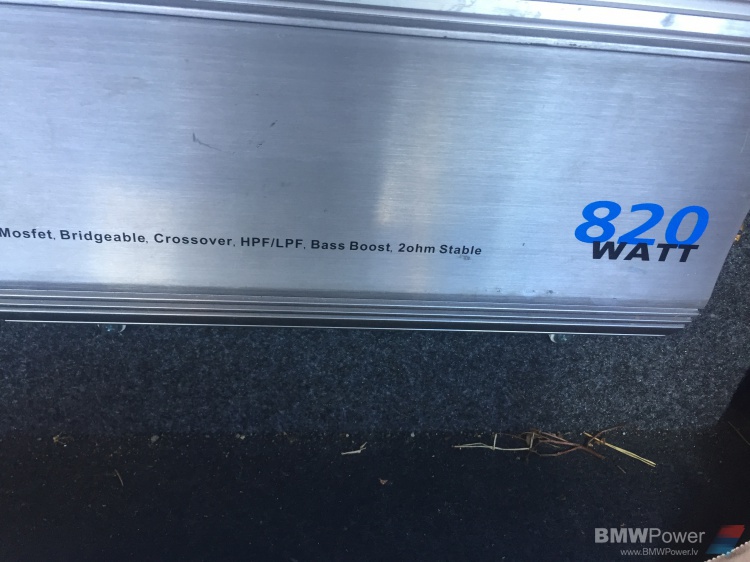 Mosfet, Bridgeable, Crossover, HPF/LPF, Bass Boost, 2ohm Stable
820
WATT
BMWPower
www.BMWPower.lv